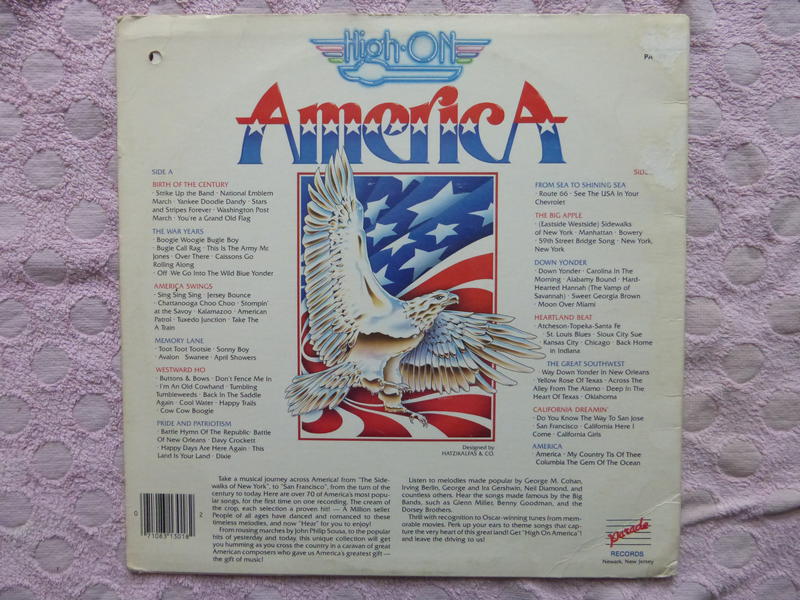 High·ON
PA
AmericA
SIDE A
BIRTH OF THE CENTURY
· Strike Up the Band · National Emblem
March · Yankee Doodle Dandy · Stars
and Stripes Forever · Washington Post
March · You're a Grand Old Flag
THE WAR YEARS
· Boogie Woogie Bugle Boy
· Bugle Call Rag · This Is The Army Mr.
Jones · Over There · Caissons Go
Rolling Along
· Off We Go Into The Wild Blue Yonder
AMERICA SWINGS
· Sing Sing Sing · Jersey Bounce
· Chattanooga Choo Choo · Stompin'
at the Savoy · Kalamazoo · American
Patrol · Tuxedo Junction · Take The
A Train
MEMORY LANE
· Toot Toot Tootsie · Sonny Boy
· Avalon · Swanee · April Showers
WESTWARD HO
· Buttons & Bows · Don't Fence Me In
· I'm An Old Cowhand · Tumbling
Tumbleweeds · Back In The Saddle
Again · Cool Water · Happy Trails
· Cow Cow Boogie
PRIDE AND PATRIOTISM
· Battle Hymn Of The Republic · Battle
Of New Orleans · Davy Crockett
· Happy Days Are Here Again · This
Land Is Your Land · Dixie
SIDE
FROM SEA TO SHINING SEA
· Route 66 · See The USA In Your
Chevrolet
THE BIG APPLE
· (Eastside Westside) Sidewalks
of New York · Manhattan · Bowery
· 59th Street Bridge Song · New York,
New York
DOWN YONDER
· Down Yonder · Carolina In The
Morning · Alabamy Bound · Hard-
Hearted Hannah (The Vamp of
Savannah) · Sweet Georgia Brown
· Moon Over Miami
HEARTLAND BEAT
· Atcheson-Topeka-Santa Fe
· St. Louis Blues · Sioux City Sue
· Kansas City · Chicago · Back Home
in Indiana
THE GREAT SOUTHWEST
· Way Down Yonder In New Orleans
· Yellow Rose Of Texas · Across The
Alley From The Alamo · Deep In The
Heart Of Texas · Oklahoma
CALIFORNIA DREAMIN'
· Do You Know The Way To San Jose
· San Francisco · California Here I
Come · California Girls
AMERICA
· America · My Country Tis Of Thee
· Columbia The Gem Of The Ocean
Designed by
HATZIKALFAS & CO.
Take a musical journey across America! from "The Side-
walks of New York", to "San Francisco", from the turn of the
century to today. Here are over 70 of America's most popu-
lar songs, for the first time on one recording. The cream of
the crop, each selection a proven hit! — A Million seller.
People of all ages have danced and romanced to these
timeless melodies, and now "Hear" for you to enjoy!
From rousing marches by John Philip Sousa, to the popular
hits of yesterday and today, this unique collection will get
you humming as you cross the country in a caravan of great
American composers who gave us America's greatest gift —
the gift of music!
Listen to melodies made popular by George M. Cohan,
Irving Berlin, George and Ira Gershwin, Neil Diamond, and
countless others. Hear the songs made famous by the Big
Bands, such as Glenn Miller, Benny Goodman, and the
Dorsey Brothers.
Thrill with recognition to Oscar-winning tunes from mem-
orable movies. Perk up your ears to theme songs that cap-
ture the very heart of this great land! Get "High On America"!
and leave the driving to us!
0 71083 15018 2
Parade
RECORDS
Newark, New Jersey